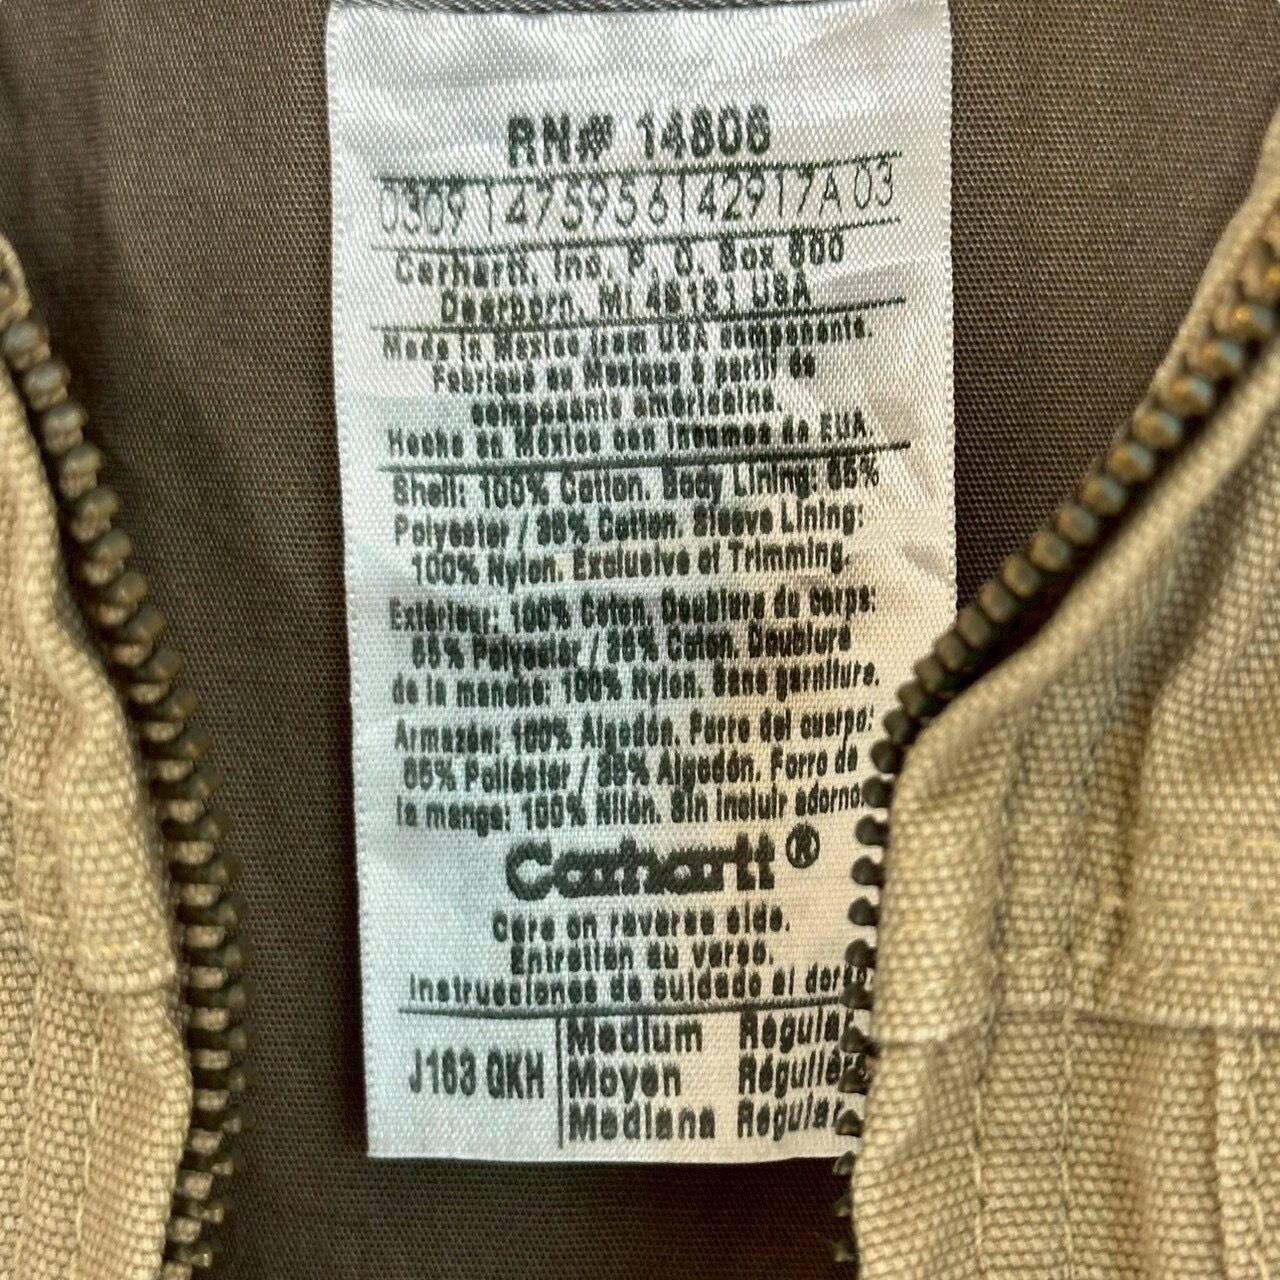 RN# 14806
0309 1475956142917A 03
Carhartt, Inc. P. O. Box 600
Dearborn, MI 48121 USA
Made in Mexico from USA components.
Fabriqué au Mexique à partir de
composants américains.
Hecho en México con insumos de EUA
Shell: 100% Cotton. Body Lining: 65%
Polyester / 35% Cotton. Sleeve Lining:
100% Nylon. Exclusive of Trimming.
Extérieur: 100% Coton. Doublure du corps:
65% Polyester / 35% Coton. Doublure
de la manche: 100% Nylon. Sans garniture.
Armazón: 100% Algodón. Forro del cuerpo:
65% Poliéster / 35% Algodón. Forro de
la manga: 100% Nilón. Sin incluir adorno.
Carhartt®
Care on reverse side.
Entretien au verso.
Instrucciones de cuidado al dorso
J163 GKH
Medium Regular
Moyen Régulière
Mediana Regular